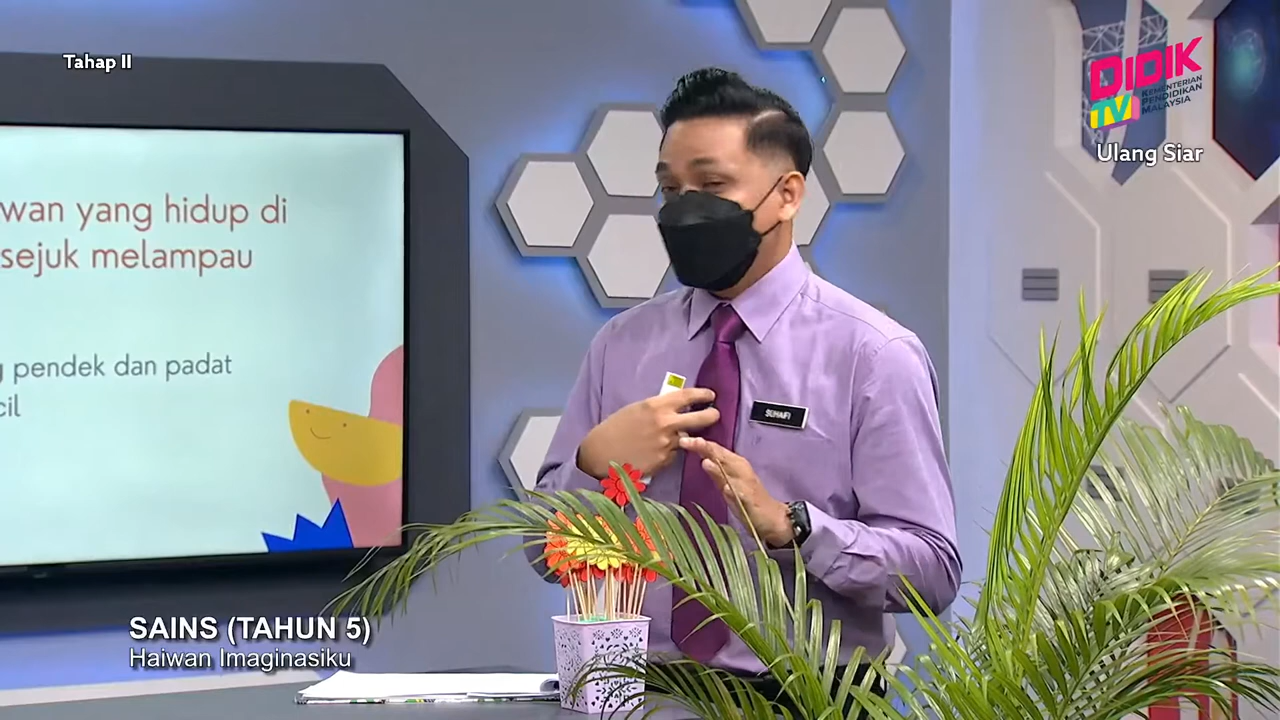 Tahap II
DIDIK
TV
KEMENTERIAN
PENDIDIKAN
MALAYSIA
Ulang Siar
wan yang hidup di
sejuk melampau
pendek dan padat
cil
SUHAIFI
SAINS (TAHUN 5)
Haiwan Imaginasiku